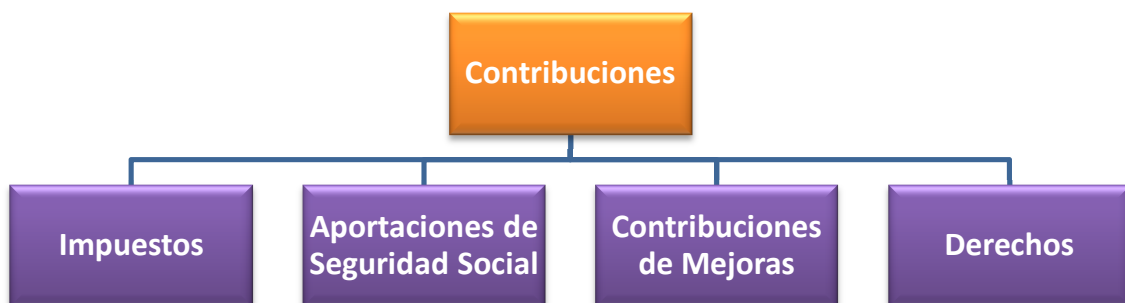 Contribuciones
Impuestos
Aportaciones de
Seguridad Social
Contribuciones
de Mejoras
Derechos